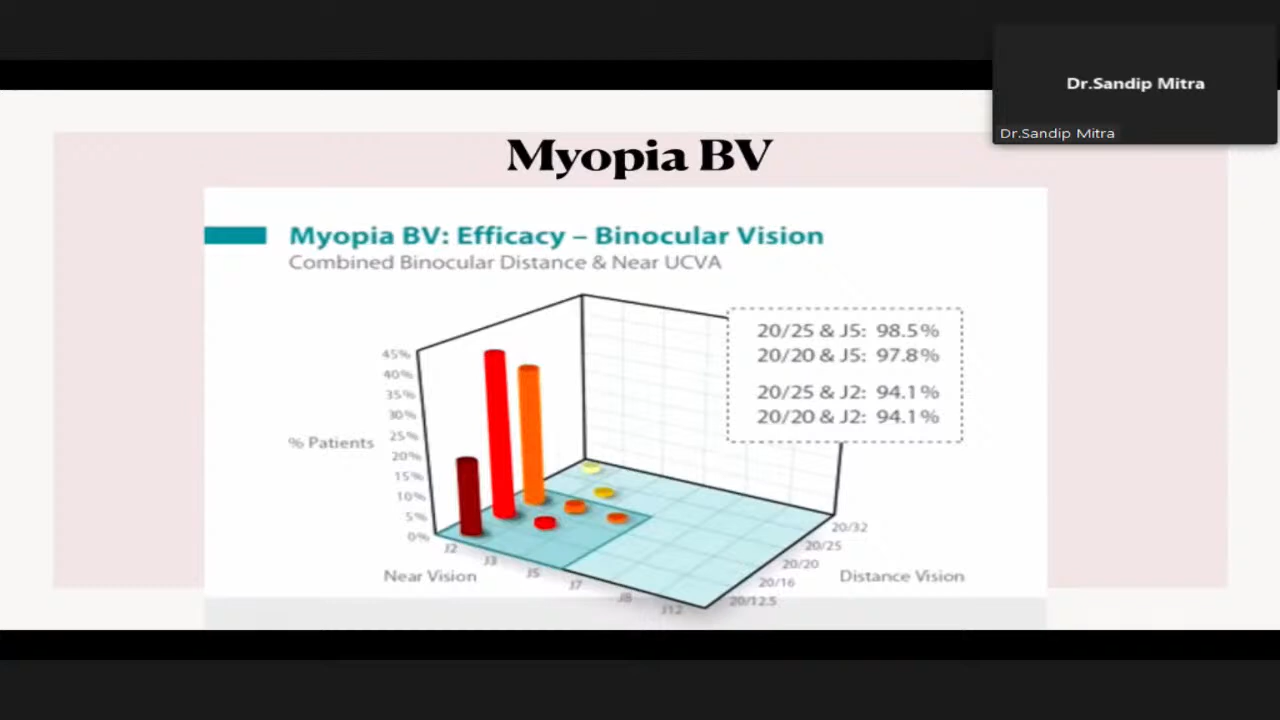 Dr.Sandip Mitra
Dr.Sandip Mitra
Myopia BV
Myopia BV: Efficacy – Binocular Vision
Combined Binocular Distance & Near UCVA
20/25 & J5: 98.5%
20/20 & J5: 97.8%
20/25 & J2: 94.1%
20/20 & J2: 94.1%
% Patients
45%
40%
35%
30%
25%
20%
15%
10%
5%
0%
Near Vision
J2
J3
J5
J7
J8
J12
20/32
20/25
20/20
20/16
20/12.5
Distance Vision